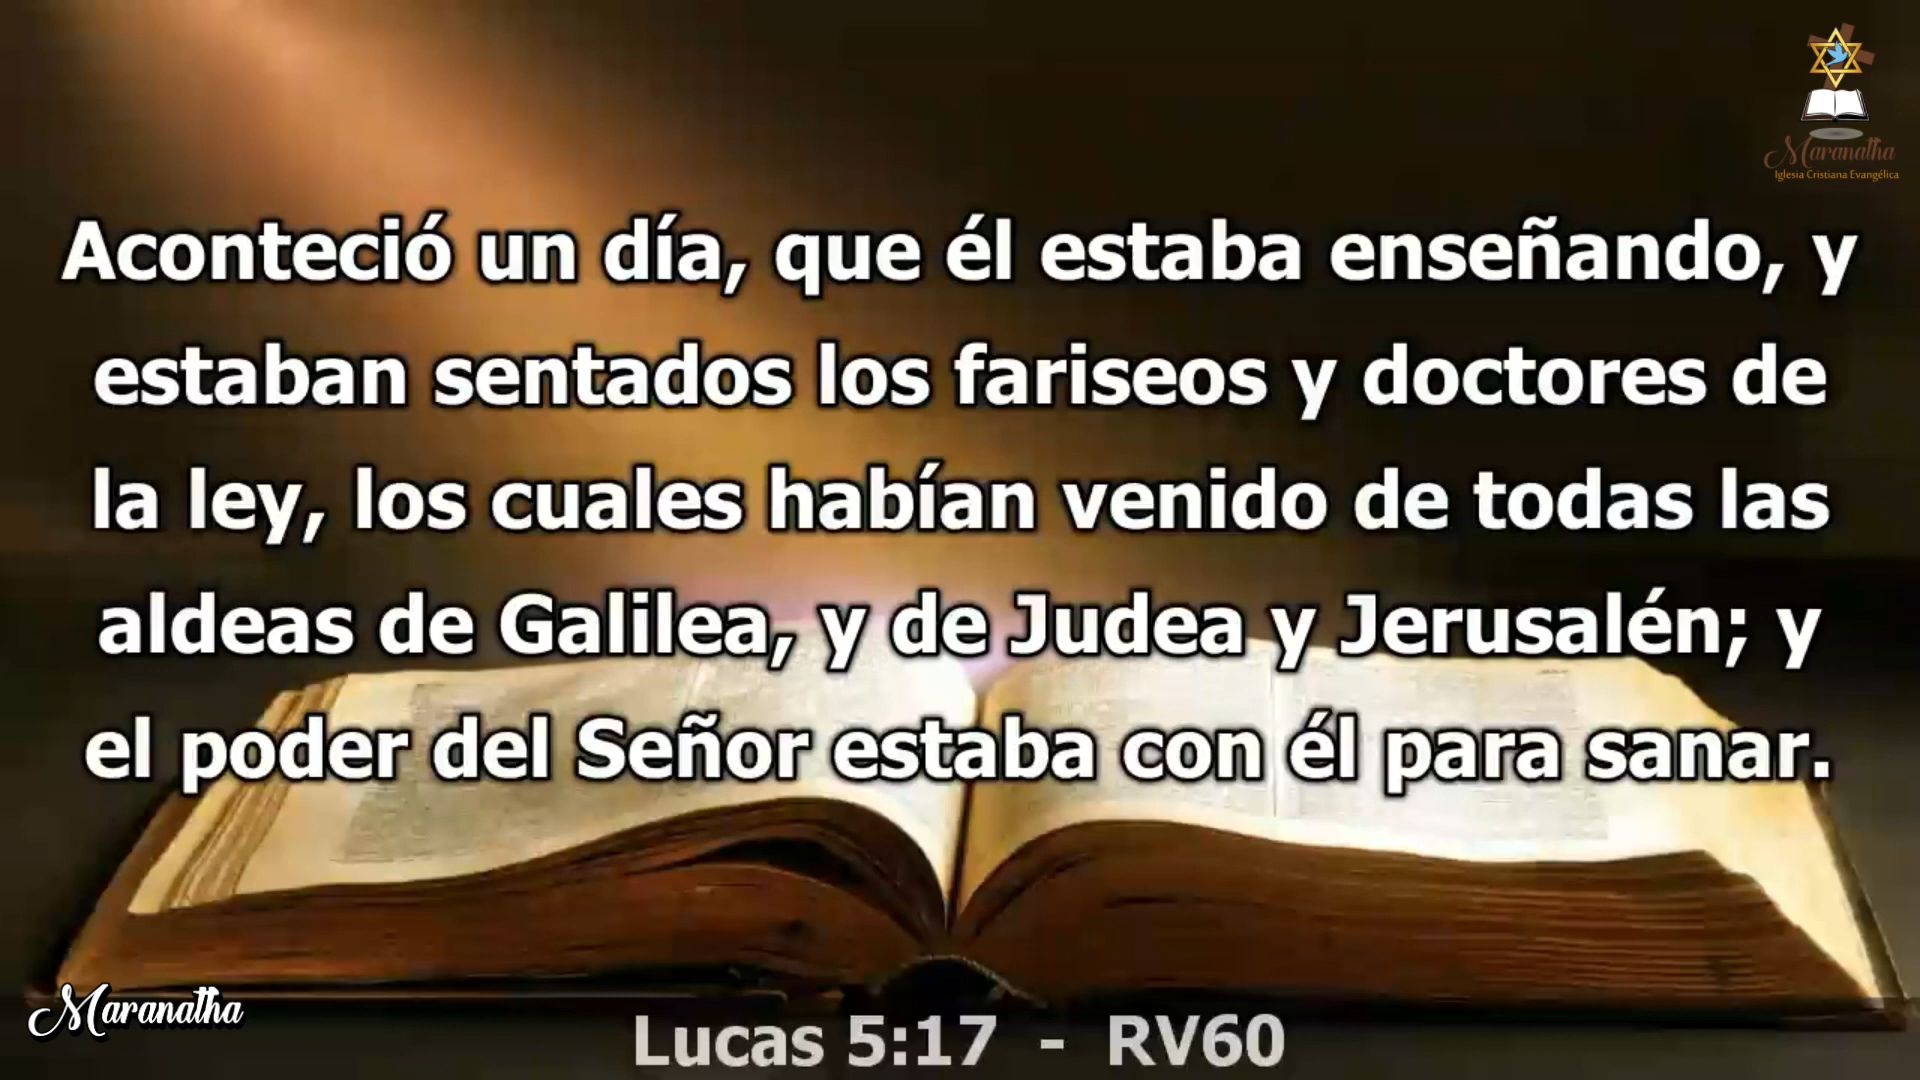 Maranatha
Iglesia Cristiana Evangélica
Aconteció un día, que él estaba enseñando, y
estaban sentados los fariseos y doctores de
la ley, los cuales habían venido de todas las
aldeas de Galilea, y de Judea y Jerusalén; y
el poder del Señor estaba con él para sanar.
Maranatha
Lucas 5:17 - RV60